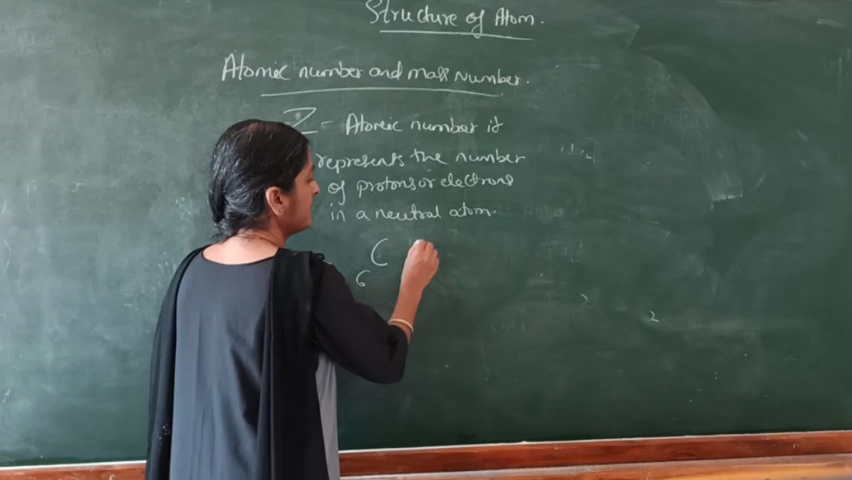 Structure of Atom.
Atomic number and mass Number.
Z = Atomic number it
represents the number
of protons or electrons
in a neutral atom.
C
6
2